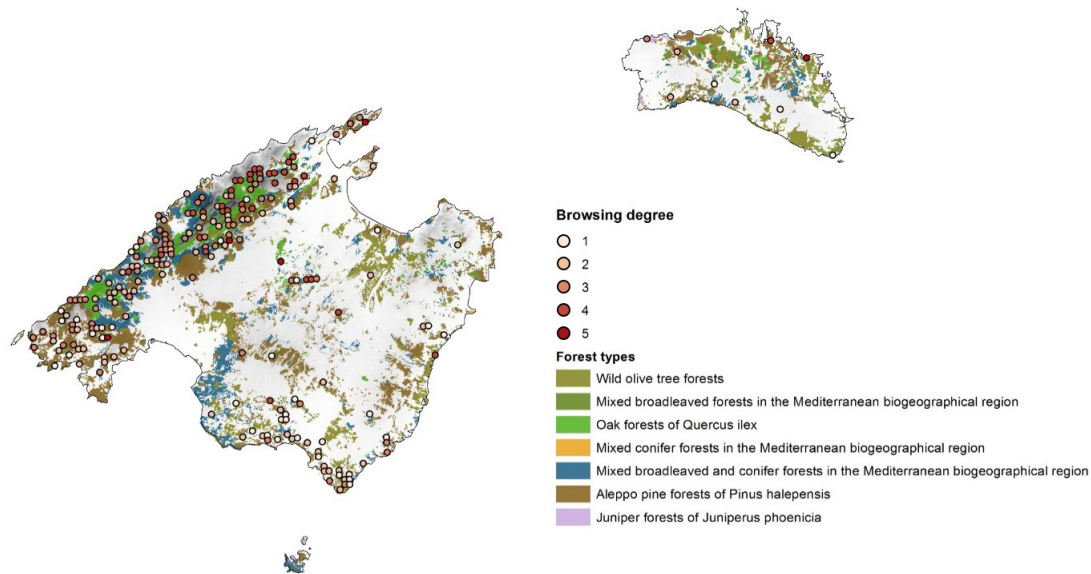 Browsing degree
1
2
3
4
5
Forest types
Wild olive tree forests
Mixed broadleaved forests in the Mediterranean biogeographical region
Oak forests of Quercus ilex
Mixed conifer forests in the Mediterranean biogeographical region
Mixed broadleaved and conifer forests in the Mediterranean biogeographical region
Aleppo pine forests of Pinus halepensis
Juniper forests of Juniperus phoenicia